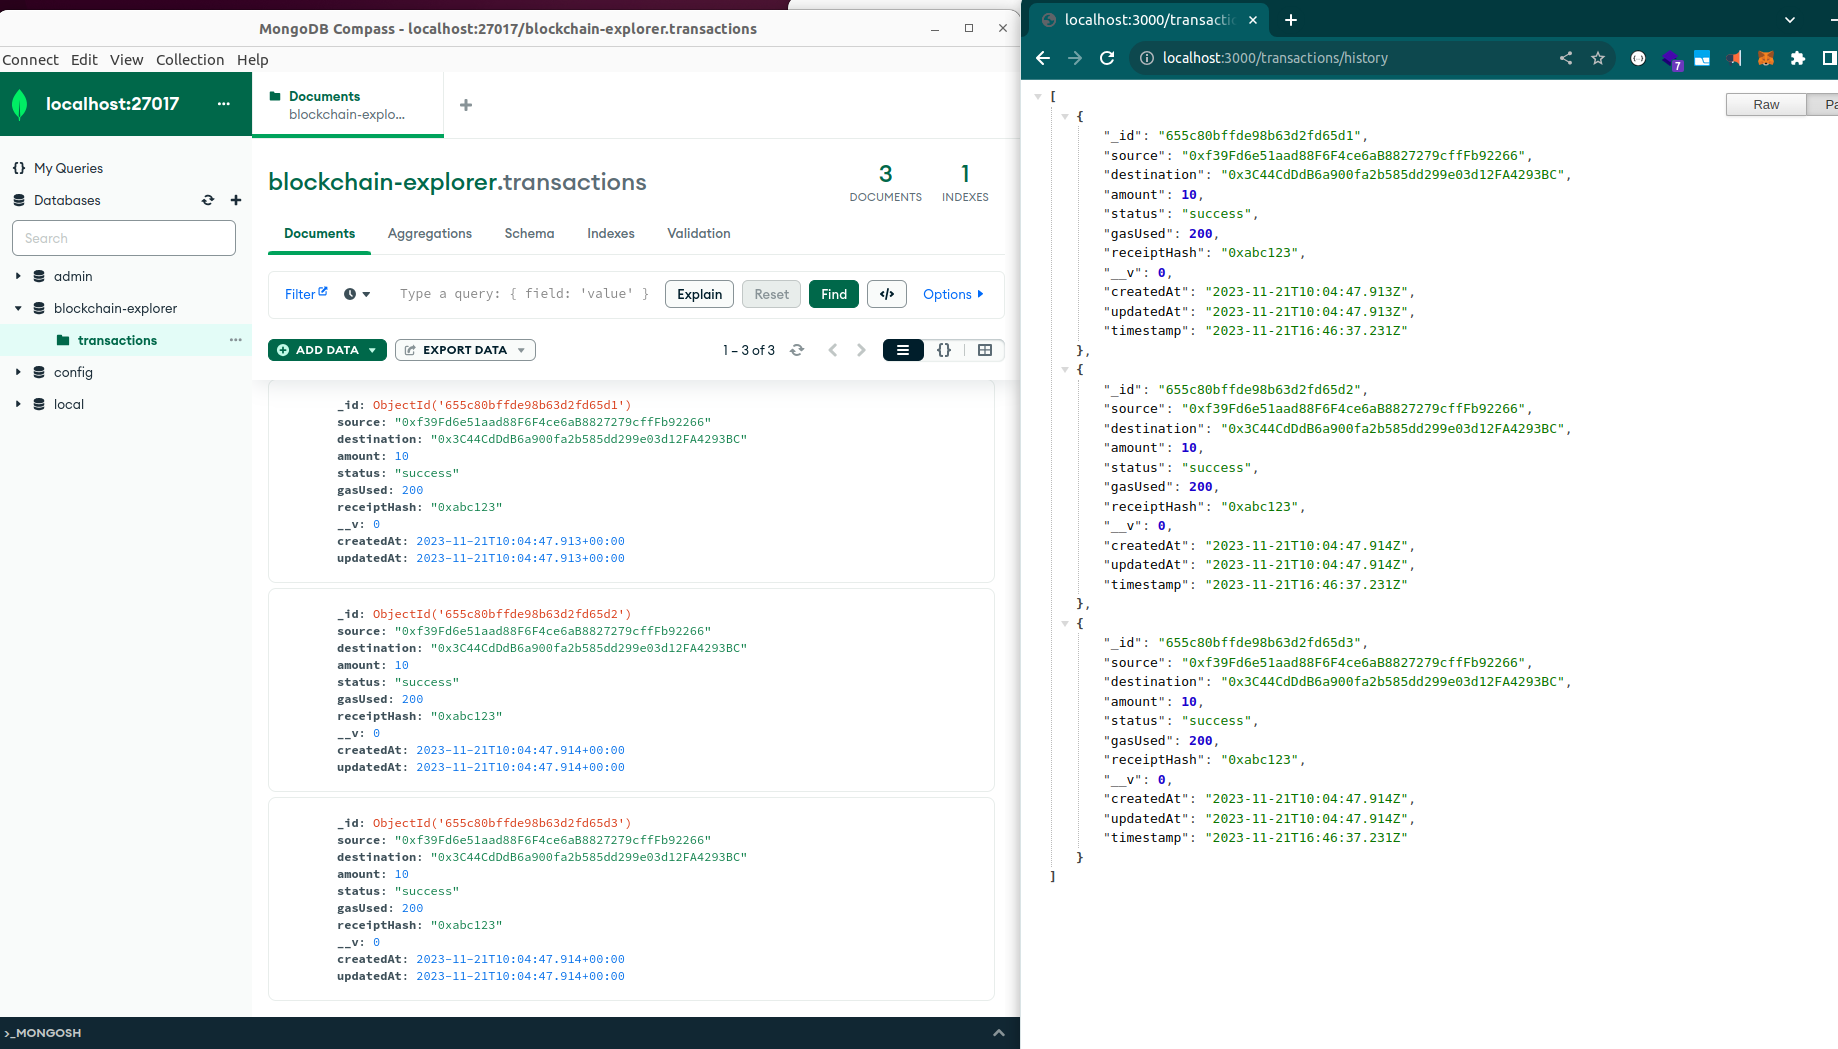 MongoDB Compass - localhost:27017/blockchain-explorer.transactions
Connect Edit View Collection Help
localhost:27017 ...
Documents
blockchain-explo...
My Queries
Databases
Search
admin
blockchain-explorer
transactions ...
config
local
blockchain-explorer.transactions
3
DOCUMENTS
1
INDEXES
Documents Aggregations Schema Indexes Validation
Filter Type a query: { field: 'value' } Explain Reset Find </> Options
ADD DATA EXPORT DATA 1 – 3 of 3 {}
_id: ObjectId('655c80bffde98b63d2fd65d1')
source: "0xf39Fd6e51aad88F6F4ce6aB8827279cffFb92266"
destination: "0x3C44CdDdB6a900fa2b585dd299e03d12FA4293BC"
amount: 10
status: "success"
gasUsed: 200
receiptHash: "0xabc123"
__v: 0
createdAt: 2023-11-21T10:04:47.913+00:00
updatedAt: 2023-11-21T10:04:47.913+00:00
_id: ObjectId('655c80bffde98b63d2fd65d2')
source: "0xf39Fd6e51aad88F6F4ce6aB8827279cffFb92266"
destination: "0x3C44CdDdB6a900fa2b585dd299e03d12FA4293BC"
amount: 10
status: "success"
gasUsed: 200
receiptHash: "0xabc123"
__v: 0
createdAt: 2023-11-21T10:04:47.914+00:00
updatedAt: 2023-11-21T10:04:47.914+00:00
_id: ObjectId('655c80bffde98b63d2fd65d3')
source: "0xf39Fd6e51aad88F6F4ce6aB8827279cffFb92266"
destination: "0x3C44CdDdB6a900fa2b585dd299e03d12FA4293BC"
amount: 10
status: "success"
gasUsed: 200
receiptHash: "0xabc123"
__v: 0
createdAt: 2023-11-21T10:04:47.914+00:00
updatedAt: 2023-11-21T10:04:47.914+00:00
>_MONGOSH
localhost:3000/transacti
localhost:3000/transactions/history
7
Raw Pa
[
{
"_id": "655c80bffde98b63d2fd65d1",
"source": "0xf39Fd6e51aad88F6F4ce6aB8827279cffFb92266",
"destination": "0x3C44CdDdB6a900fa2b585dd299e03d12FA4293BC",
"amount": 10,
"status": "success",
"gasUsed": 200,
"receiptHash": "0xabc123",
"__v": 0,
"createdAt": "2023-11-21T10:04:47.913Z",
"updatedAt": "2023-11-21T10:04:47.913Z",
"timestamp": "2023-11-21T16:46:37.231Z"
},
{
"_id": "655c80bffde98b63d2fd65d2",
"source": "0xf39Fd6e51aad88F6F4ce6aB8827279cffFb92266",
"destination": "0x3C44CdDdB6a900fa2b585dd299e03d12FA4293BC",
"amount": 10,
"status": "success",
"gasUsed": 200,
"receiptHash": "0xabc123",
"__v": 0,
"createdAt": "2023-11-21T10:04:47.914Z",
"updatedAt": "2023-11-21T10:04:47.914Z",
"timestamp": "2023-11-21T16:46:37.231Z"
},
{
"_id": "655c80bffde98b63d2fd65d3",
"source": "0xf39Fd6e51aad88F6F4ce6aB8827279cffFb92266",
"destination": "0x3C44CdDdB6a900fa2b585dd299e03d12FA4293BC",
"amount": 10,
"status": "success",
"gasUsed": 200,
"receiptHash": "0xabc123",
"__v": 0,
"createdAt": "2023-11-21T10:04:47.914Z",
"updatedAt": "2023-11-21T10:04:47.914Z",
"timestamp": "2023-11-21T16:46:37.231Z"
}
]